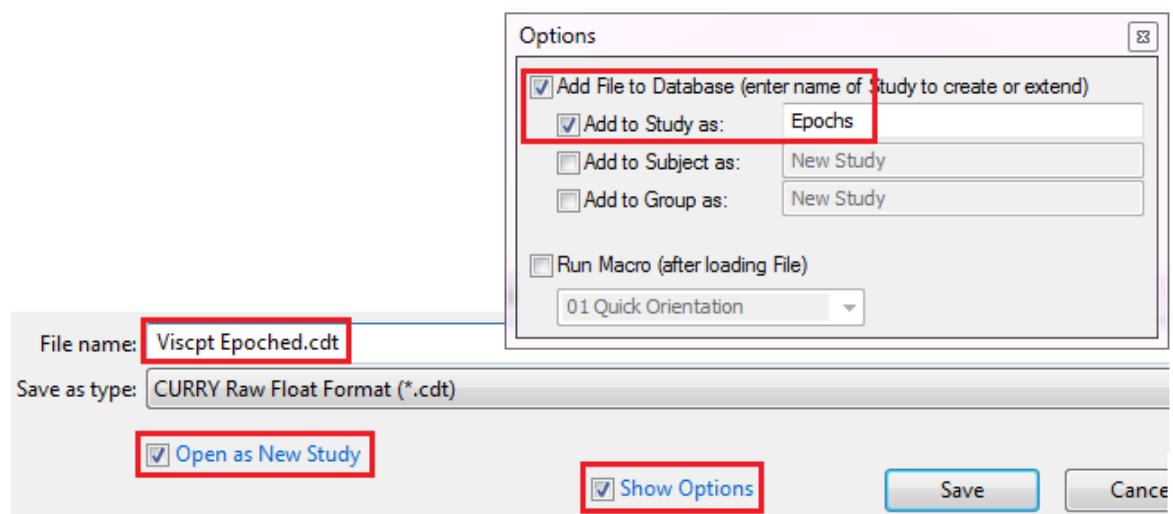 Options
Add File to Database (enter name of Study to create or extend)
Add to Study as: Epochs
Add to Subject as: New Study
Add to Group as: New Study
Run Macro (after loading File)
01 Quick Orientation
File name: Viscpt Epoched.cdt
Save as type: CURRY Raw Float Format (*.cdt)
Open as New Study
Show Options Save Cance